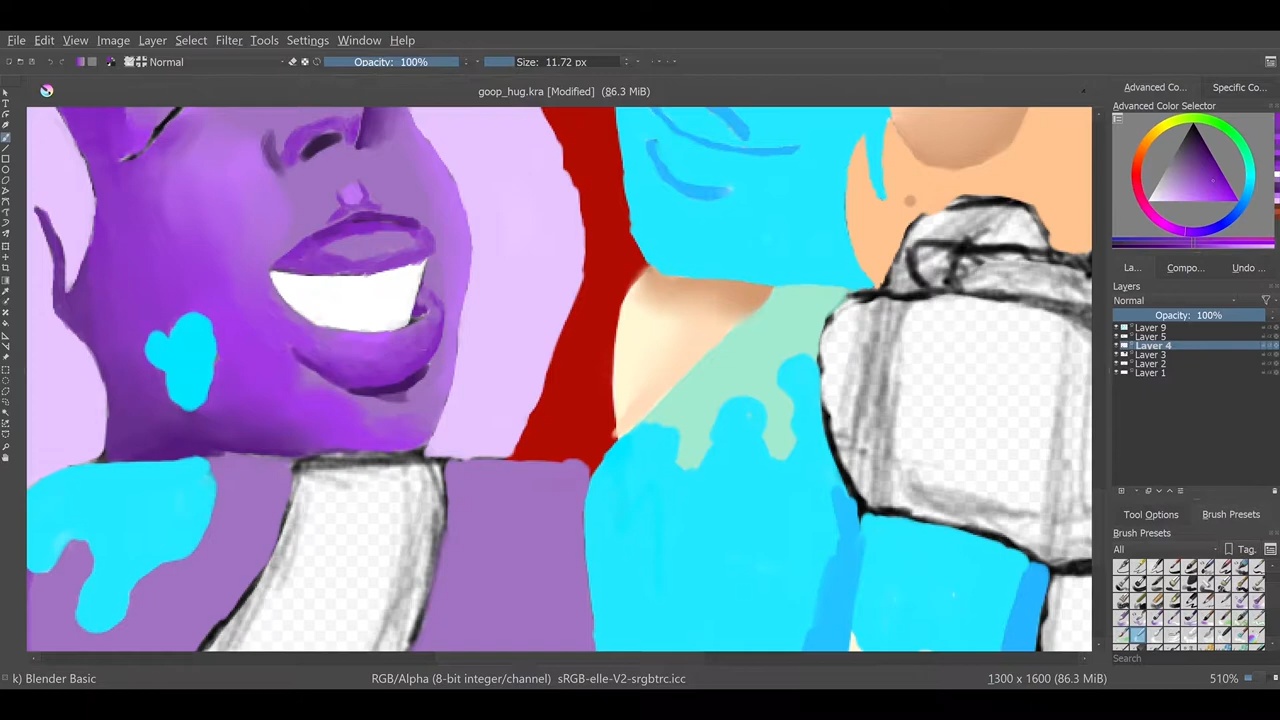 File Edit View Image Layer Select Filter Tools Settings Window Help
Normal Opacity: 100% Size: 11.72 px
goop_hug.kra [Modified] (86.3 MiB)
Advanced Co... Specific Co...
Advanced Color Selector
La... Compo... Undo ...
Layers
Normal
Opacity: 100%
Layer 9
Layer 5
Layer 4
Layer 3
Layer 2
Layer 1
Tool Options Brush Presets
Brush Presets
All Tag.
Search
k) Blender Basic RGB/Alpha (8-bit integer/channel) sRGB-elle-V2-srgbtrc.icc 1300 x 1600 (86.3 MiB) 510%